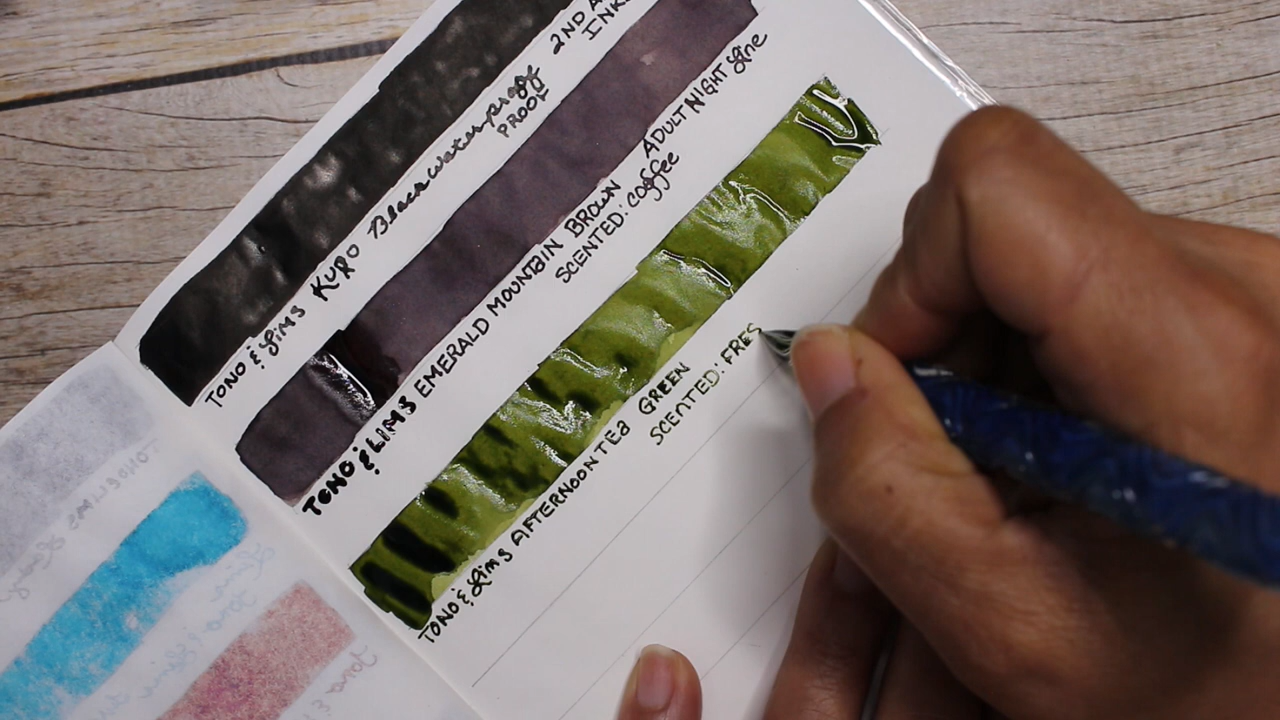 TONO & Lims KURO Black waterproof 2ND A
PROOF INKS
TONO & LIMS EMERALD MOUNTAIN BROWN ADULT NIGHT Line
SCENTED: COFFEE
TONO & Lims AFTERNOON TEA GREEN
SCENTED: FRES